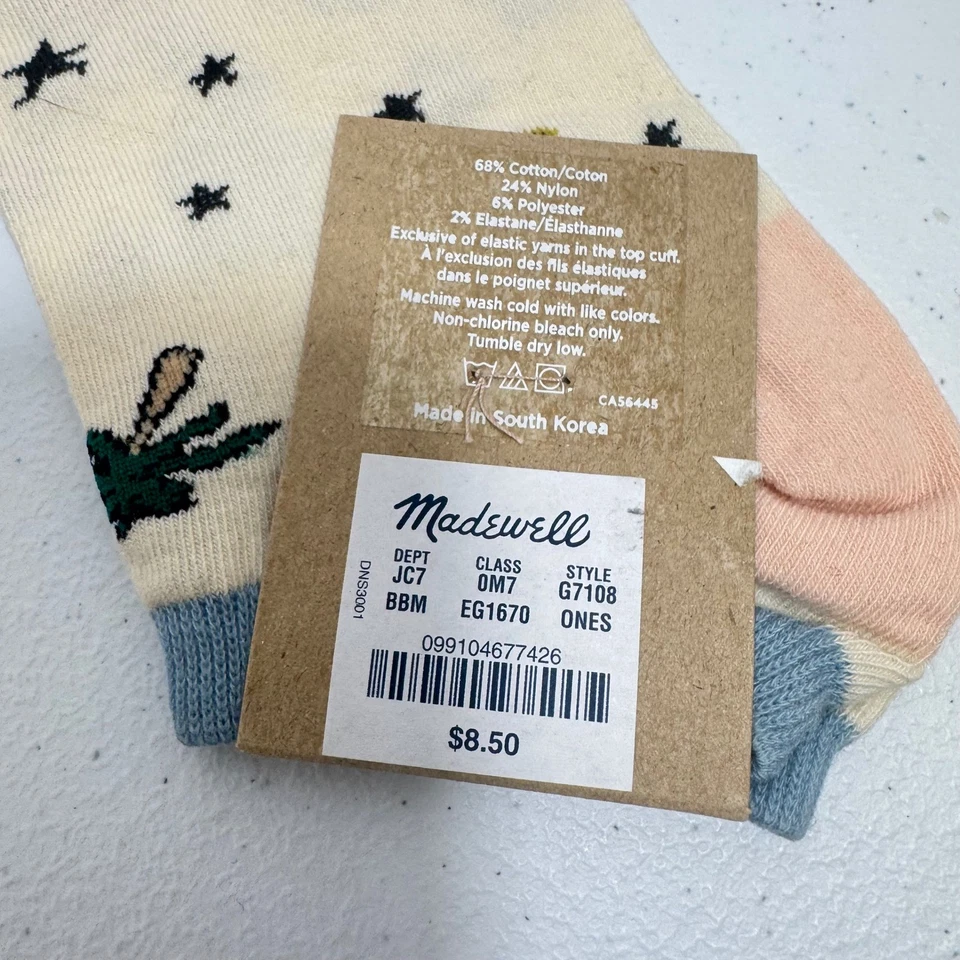 68% Cotton/Coton
24% Nylon
6% Polyester
2% Elastane/Élasthanne
Exclusive of elastic yarns in the top cuff.
À l'exclusion des fils élastiques
dans le poignet supérieur.
Machine wash cold with like colors.
Non-chlorine bleach only.
Tumble dry low.
CA56445
Made in South Korea
Madewell
DEPT CLASS STYLE
JC7 0M7 G7108
BBM EG1670 ONES
DNS3001
099104677426
$8.50